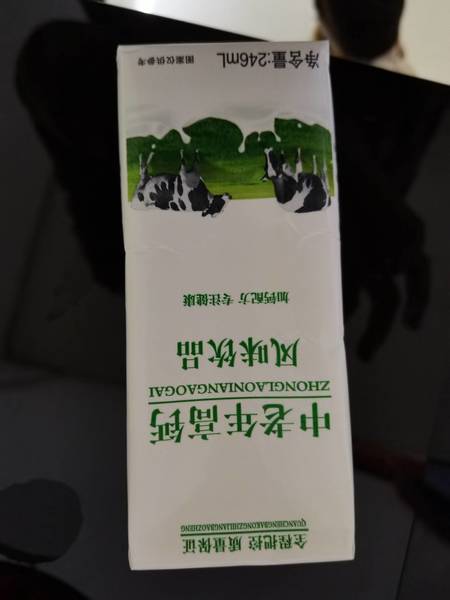 全程把控 质量保证
QUANCHENGBAKONGZHILIANGBAOZHENG
中老年高钙
ZHONGLAONIANGAOGAI
风味饮品
加钙配方 专注健康
净含量:246mL
图案仅供参考